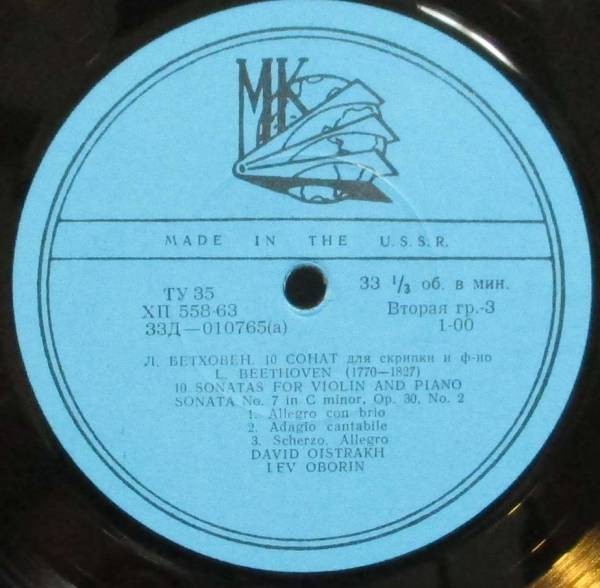 МК
MADE IN THE U.S.S.R.
ТУ 35
ХП 558-63
33Д—010765(а)
33 1/3 об. в мин.
Вторая гр.-3
1-00
Л. БЕТХОВЕН. 10 СОНАТ для скрипки и ф-но
L. BEETHOVEN (1770—1827)
10 SONATAS FOR VIOLIN AND PIANO
SONATA No. 7 in C minor, Op. 30, No. 2
1. Allegro con brio
2. Adagio cantabile
3. Scherzo. Allegro
DAVID OISTRAKH
LEV OBORIN